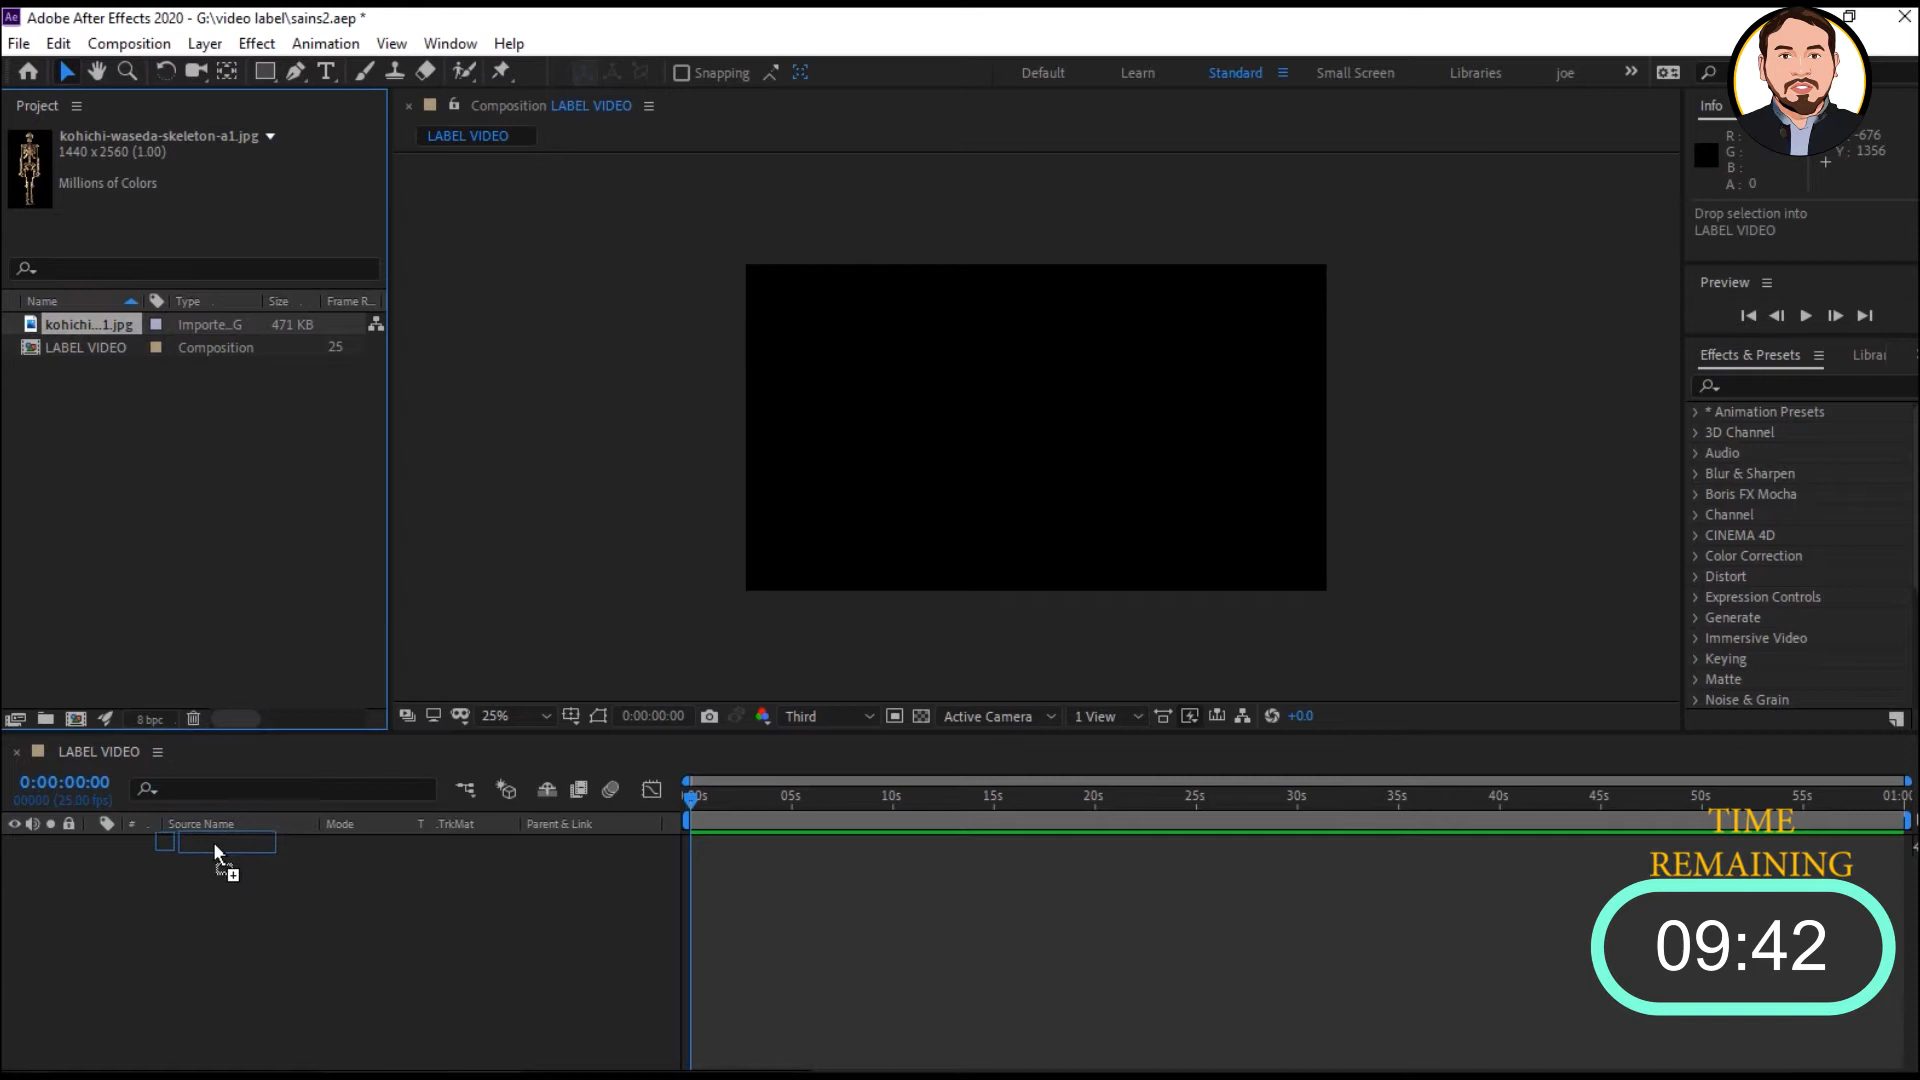 Ae Adobe After Effects 2020 - G:\video label\sains2.aep *
File Edit Composition Layer Effect Animation View Window Help
Snapping Default Learn Standard Small Screen Libraries joe
Project
kohichi-waseda-skeleton-a1.jpg
1440 x 2560 (1.00)
Millions of Colors
Name Type Size Frame R...
kohichi...1.jpg Importe...G 471 KB
LABEL VIDEO Composition 25
8 bpc
Composition LABEL VIDEO
LABEL VIDEO
25% 0:00:00:00 Third Active Camera 1 View +0.0
Info
R :
G :
B :
A : 0
-676
Y : 1356
Drop selection into
LABEL VIDEO
Preview
Effects & Presets
* Animation Presets
3D Channel
Audio
Blur & Sharpen
Boris FX Mocha
Channel
CINEMA 4D
Color Correction
Distort
Expression Controls
Generate
Immersive Video
Keying
Matte
Noise & Grain
LABEL VIDEO
0:00:00:00
00000 (25.00 fps)
# Source Name Mode T .TrkMat Parent & Link
05s 10s 15s 20s 25s 30s 35s 40s 45s 50s 55s
TIME
REMAINING
09:42